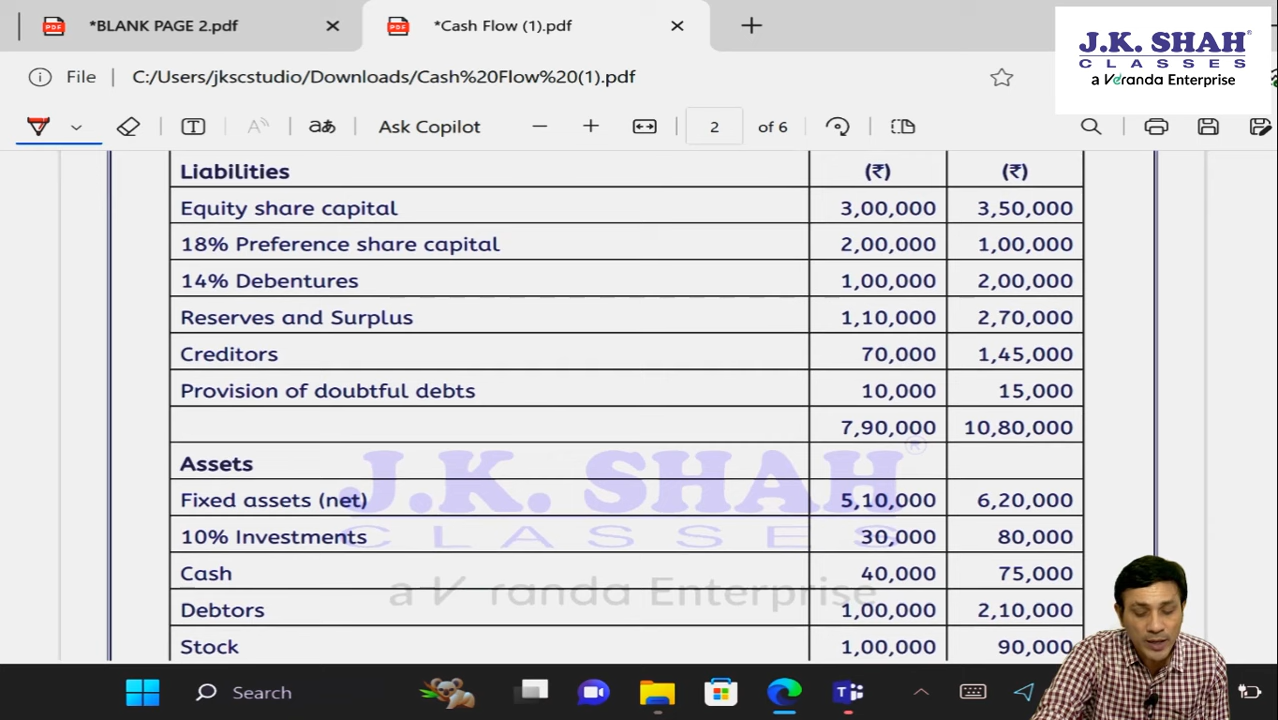 *BLANK PAGE 2.pdf
*Cash Flow (1).pdf
J.K. SHAH®
CLASSES
a Veranda Enterprise
File
C:/Users/jkscstudio/Downloads/Cash%20Flow%20(1).pdf
Ask Copilot
2 of 6
Liabilities (₹) (₹)
Equity share capital 3,00,000 3,50,000
18% Preference share capital 2,00,000 1,00,000
14% Debentures 1,00,000 2,00,000
Reserves and Surplus 1,10,000 2,70,000
Creditors 70,000 1,45,000
Provision of doubtful debts 10,000 15,000
7,90,000 10,80,000
Assets
Fixed assets (net) 5,10,000 6,20,000
10% Investments 30,000 80,000
Cash 40,000 75,000
Debtors 1,00,000 2,10,000
Stock 1,00,000 90,000
J.K. SHAH®
CLASSES
a V randa Enterprise
Search